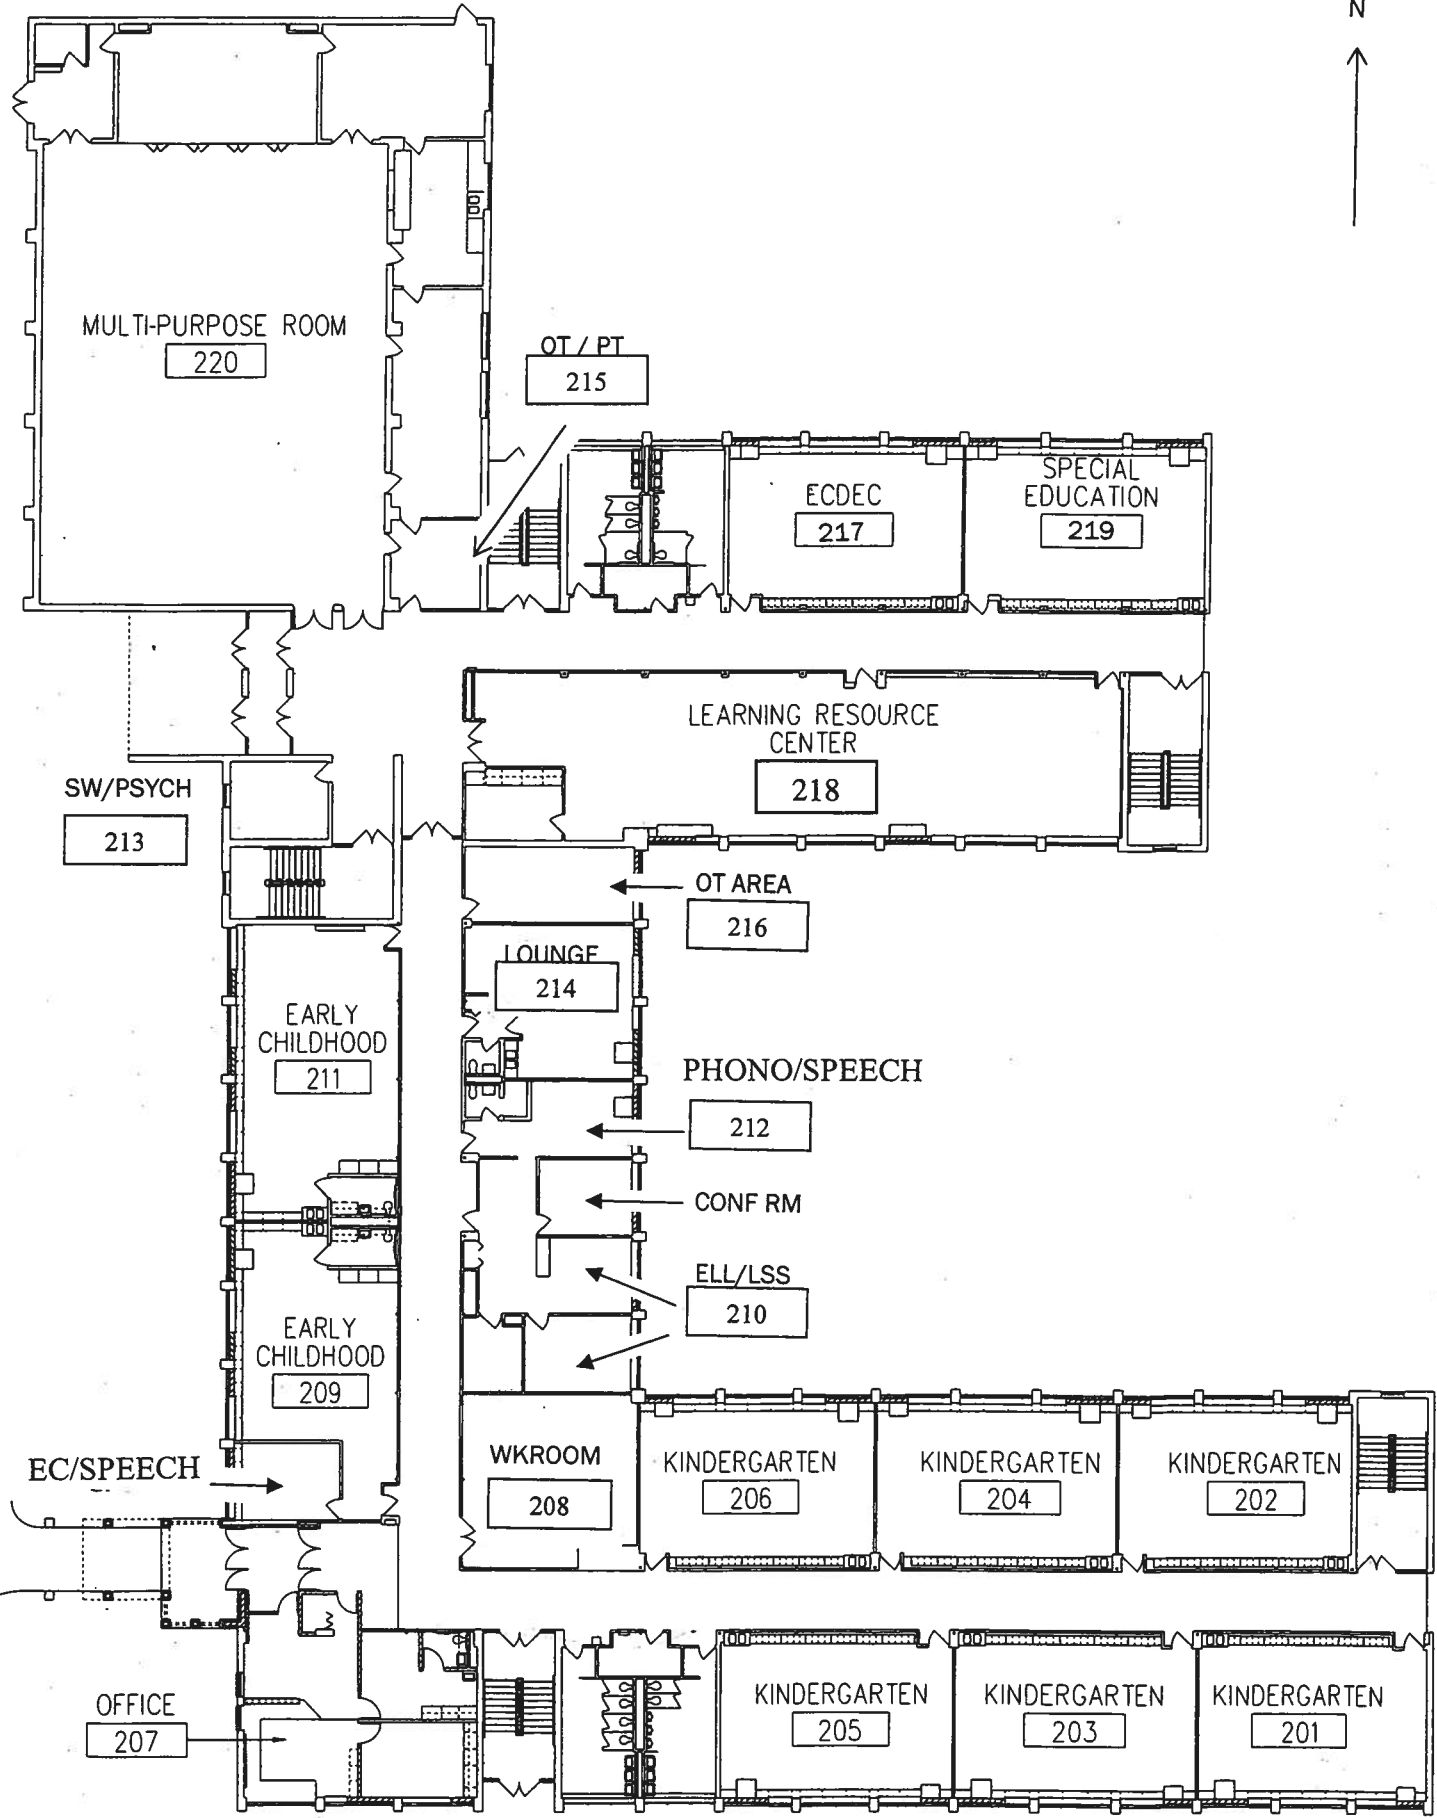 N
MULTI-PURPOSE ROOM
220
OT / PT
215
ECDEC
217
SPECIAL
EDUCATION
219
LEARNING RESOURCE
CENTER
218
SW/PSYCH
213
OT AREA
216
LOUNGE
214
EARLY
CHILDHOOD
211
PHONO/SPEECH
212
CONF RM
ELL/LSS
210
EARLY
CHILDHOOD
209
EC/SPEECH
WKROOM
208
KINDERGARTEN
206
KINDERGARTEN
204
KINDERGARTEN
202
OFFICE
207
KINDERGARTEN
205
KINDERGARTEN
203
KINDERGARTEN
201